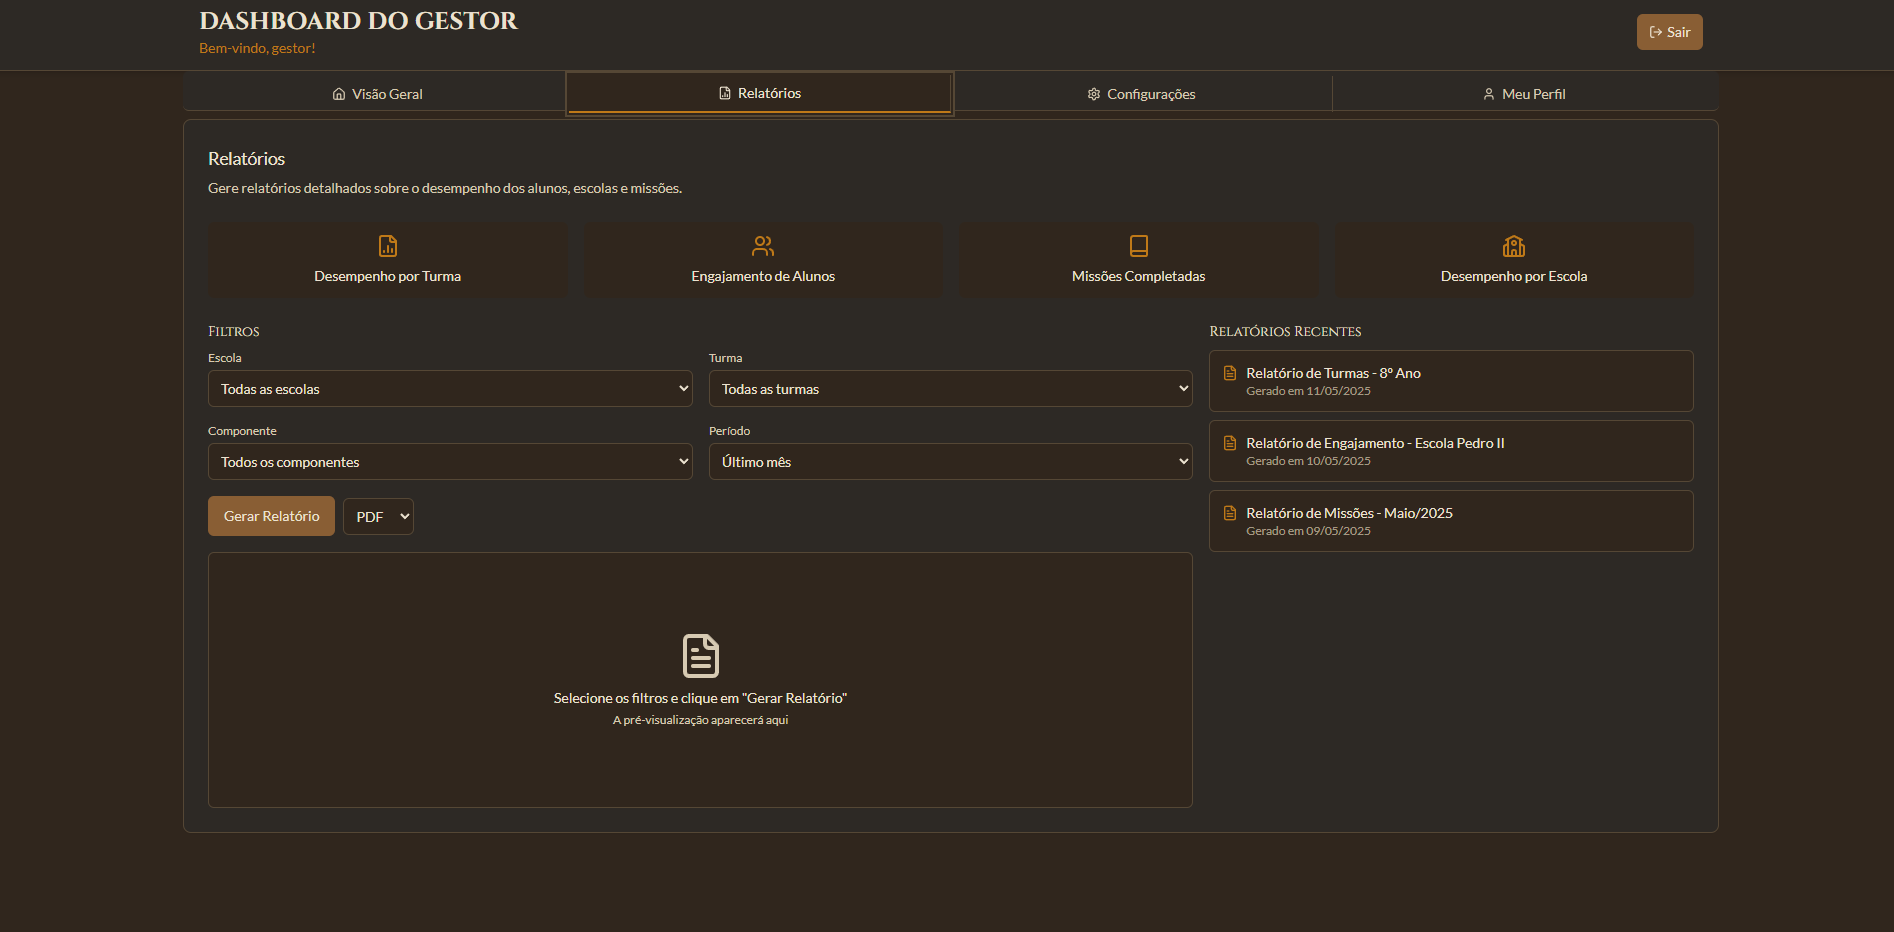 DASHBOARD DO GESTOR
Bem-vindo, gestor!
Sair
Visão Geral
Relatórios
Configurações
Meu Perfil
Relatórios
Gere relatórios detalhados sobre o desempenho dos alunos, escolas e missões.
Desempenho por Turma
Engajamento de Alunos
Missões Completadas
Desempenho por Escola
FILTROS
Escola
Todas as escolas
Turma
Todas as turmas
Componente
Todos os componentes
Período
Último mês
Gerar Relatório
PDF
Selecione os filtros e clique em "Gerar Relatório"
A pré-visualização aparecerá aqui
RELATÓRIOS RECENTES
Relatório de Turmas - 8º Ano
Gerado em 11/05/2025
Relatório de Engajamento - Escola Pedro II
Gerado em 10/05/2025
Relatório de Missões - Maio/2025
Gerado em 09/05/2025